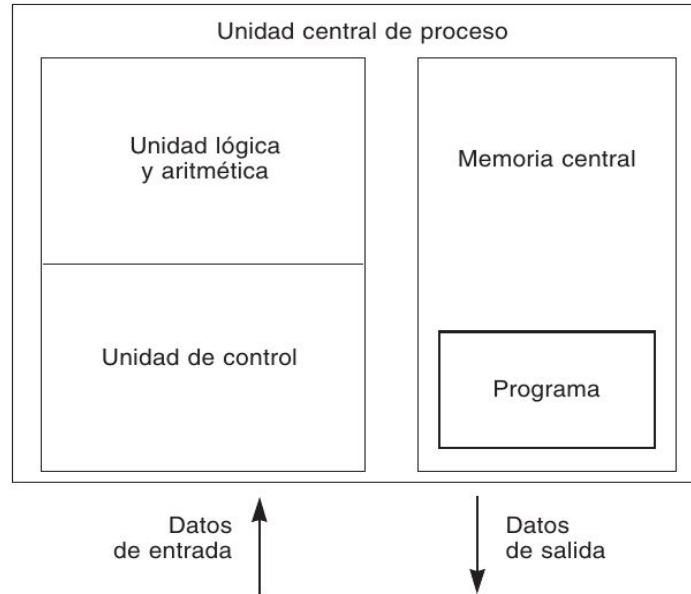 Unidad central de proceso
Unidad lógica
y aritmética
Memoria central
Unidad de control
Programa
Datos
de entrada
Datos
de salida